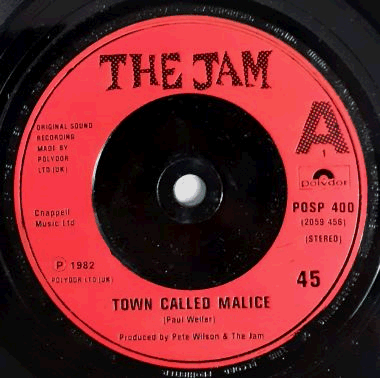 THE JAM
ORIGINAL SOUND
RECORDING
MADE BY
POLYDOR
LTD (UK)
A
1
polydor
POSP 400
(2059 456)
(STEREO)
Chappell
Music Ltd
℗ 1982
POLYDOR LTD (UK)
45
TOWN CALLED MALICE
(Paul Weller)
Produced by Pete Wilson & The Jam